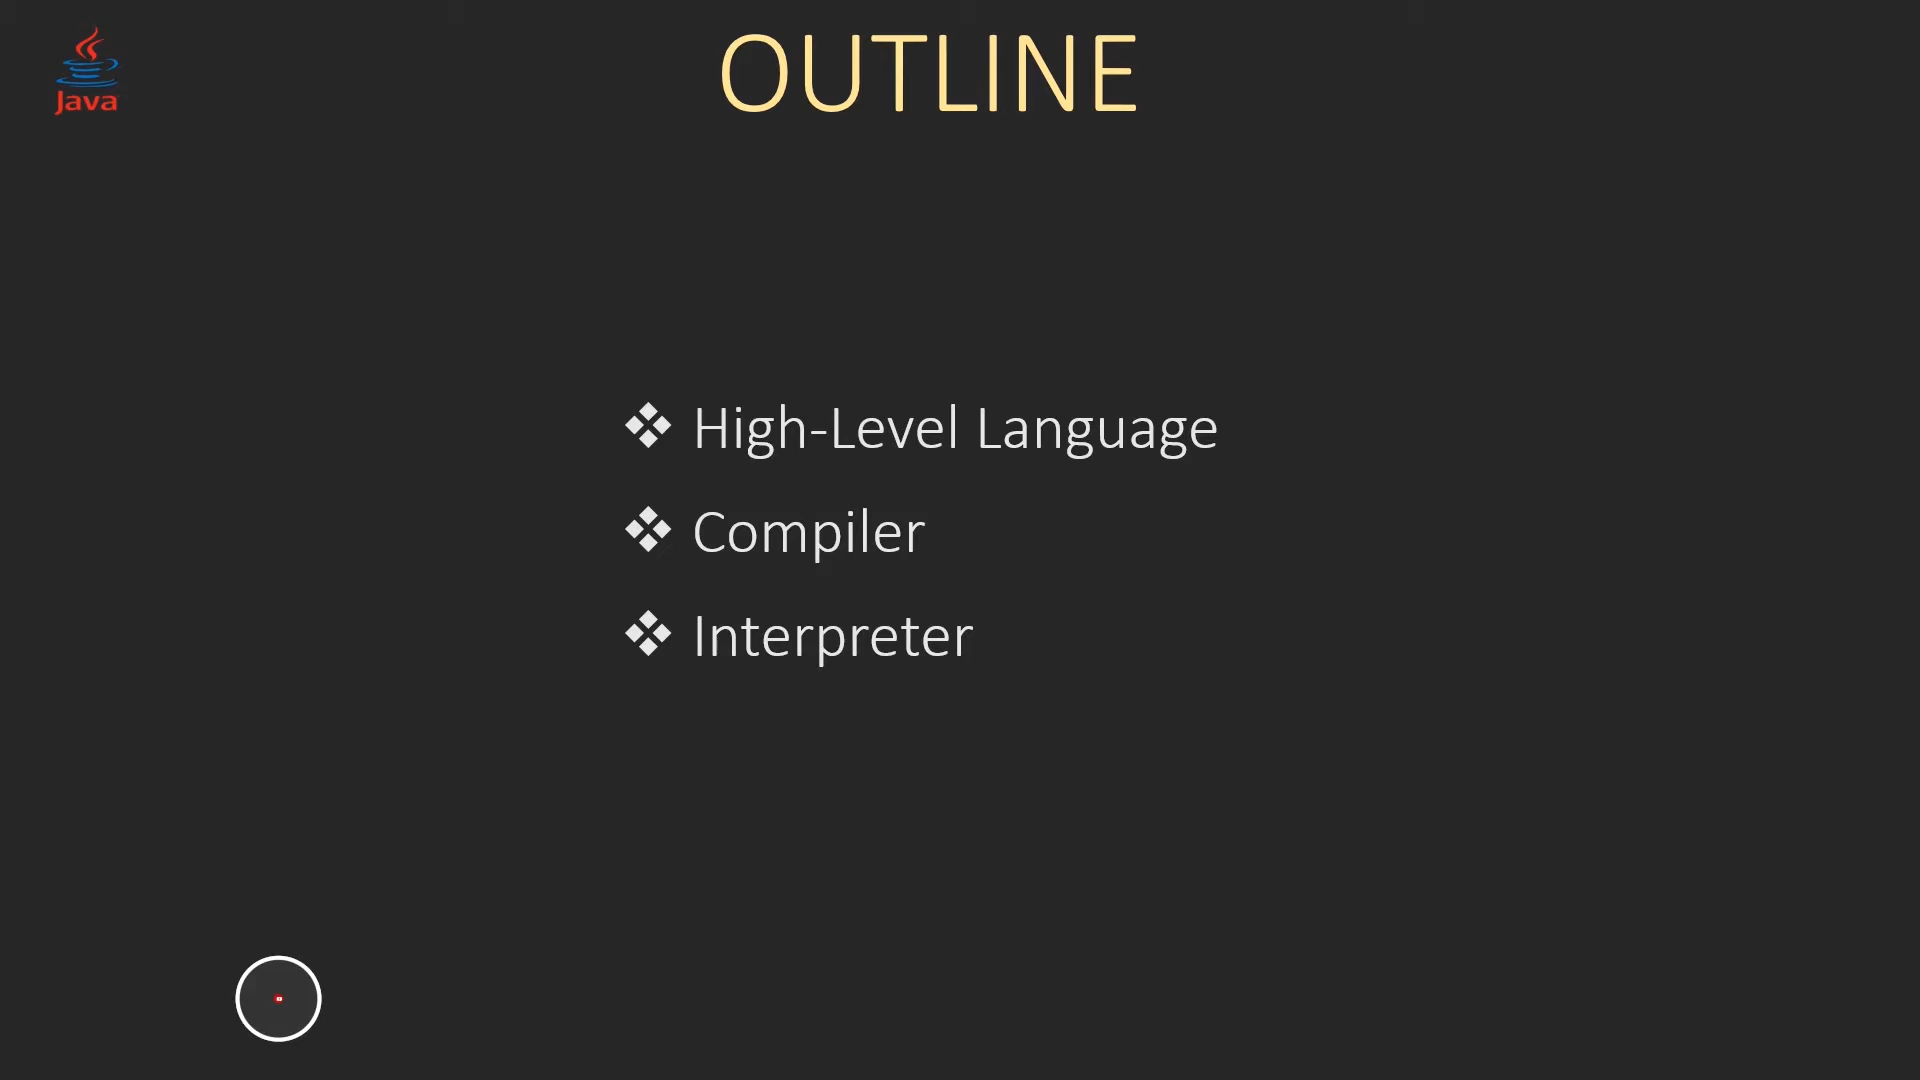 Java
OUTLINE
❖ High-Level Language
❖ Compiler
❖ Interpreter